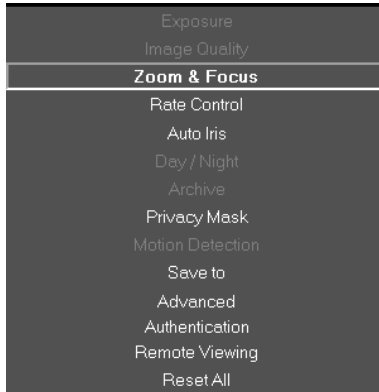 Exposure
Image Quality
Zoom & Focus
Rate Control
Auto Iris
Day / Night
Archive
Privacy Mask
Motion Detection
Save to
Advanced
Authentication
Remote Viewing
Reset All